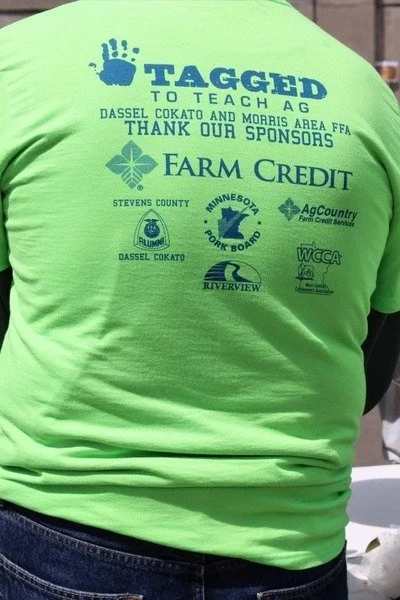 TAGGED
TO TEACH AG
DASSEL COKATO AND MORRIS AREA FFA
THANK OUR SPONSORS
FARM CREDIT
STEVENS COUNTY
ALUMNI
DASSEL COKATO
MINNESOTA
PORK BOARD
AgCountry
Farm Credit Services
RIVERVIEW
WCCA